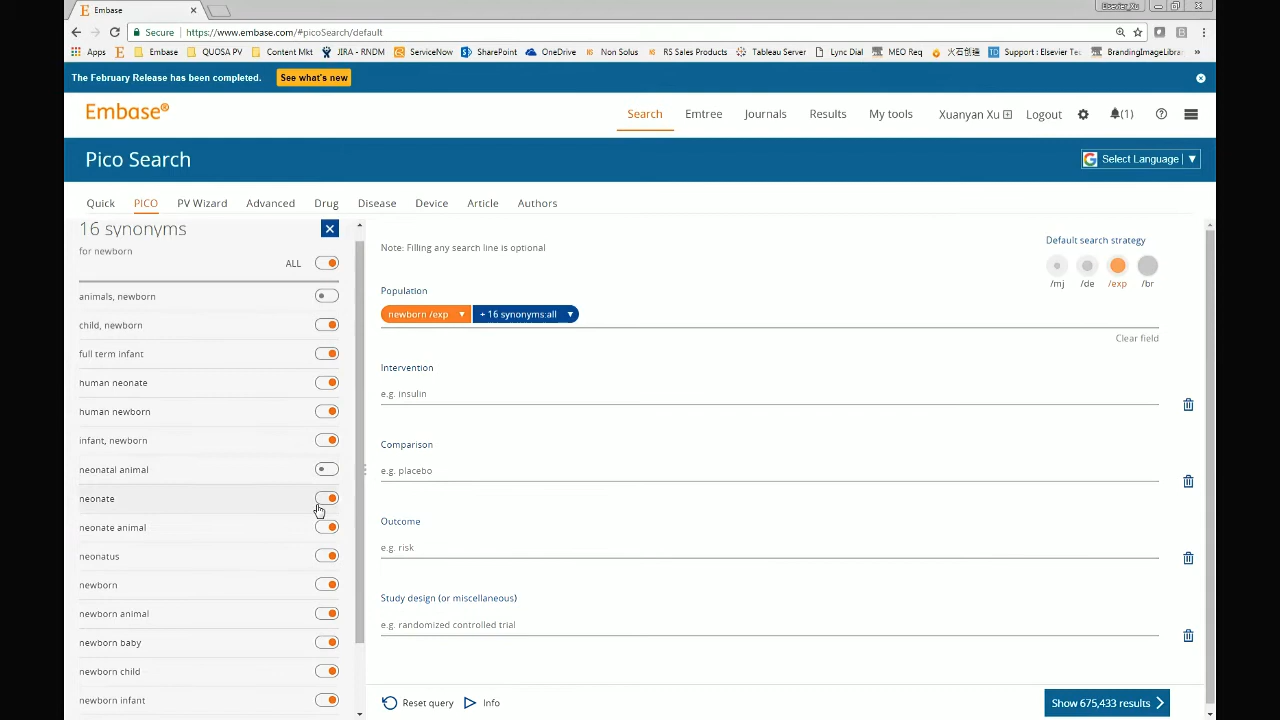 Embase
Elsevier_Xu
Secure https://www.embase.com/#picoSearch/default
Apps Embase QUOSA PV Content Mkt JIRA - RNDM ServiceNow SharePoint OneDrive Non Solus RS Sales Products Tableau Server Lync Dial MEO Req 火石创造 Support : Elsevier Tec BrandingImageLibra »
The February Release has been completed. See what's new
Embase®
Search Emtree Journals Results My tools Xuanyan Xu Logout (1)
Pico Search
Select Language ▼
Quick PICO PV Wizard Advanced Drug Disease Device Article Authors
16 synonyms
for newborn
ALL
animals, newborn
child, newborn
full term infant
human neonate
human newborn
infant, newborn
neonatal animal
neonate
neonate animal
neonatus
newborn
newborn animal
newborn baby
newborn child
newborn infant
Note: Filling any search line is optional
Default search strategy
/mj /de /exp /br
Population
newborn /exp + 16 synonyms:all
Clear field
Intervention
e.g. insulin
Comparison
e.g. placebo
Outcome
e.g. risk
Study design (or miscellaneous)
e.g. randomized controlled trial
Reset query Info
Show 675,433 results